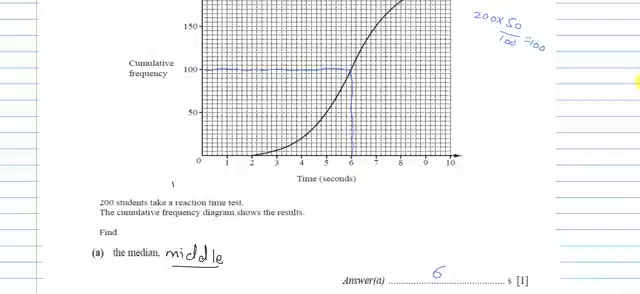 200 × 50
100 = 100
150
Cumulative
frequency
100
50
0 1 2 3 4 5 6 7 8 9 10
Time (seconds)
200 students take a reaction time test.
The cumulative frequency diagram shows the results.
Find
(a) the median, middle
Answer(a) 6 s [1]